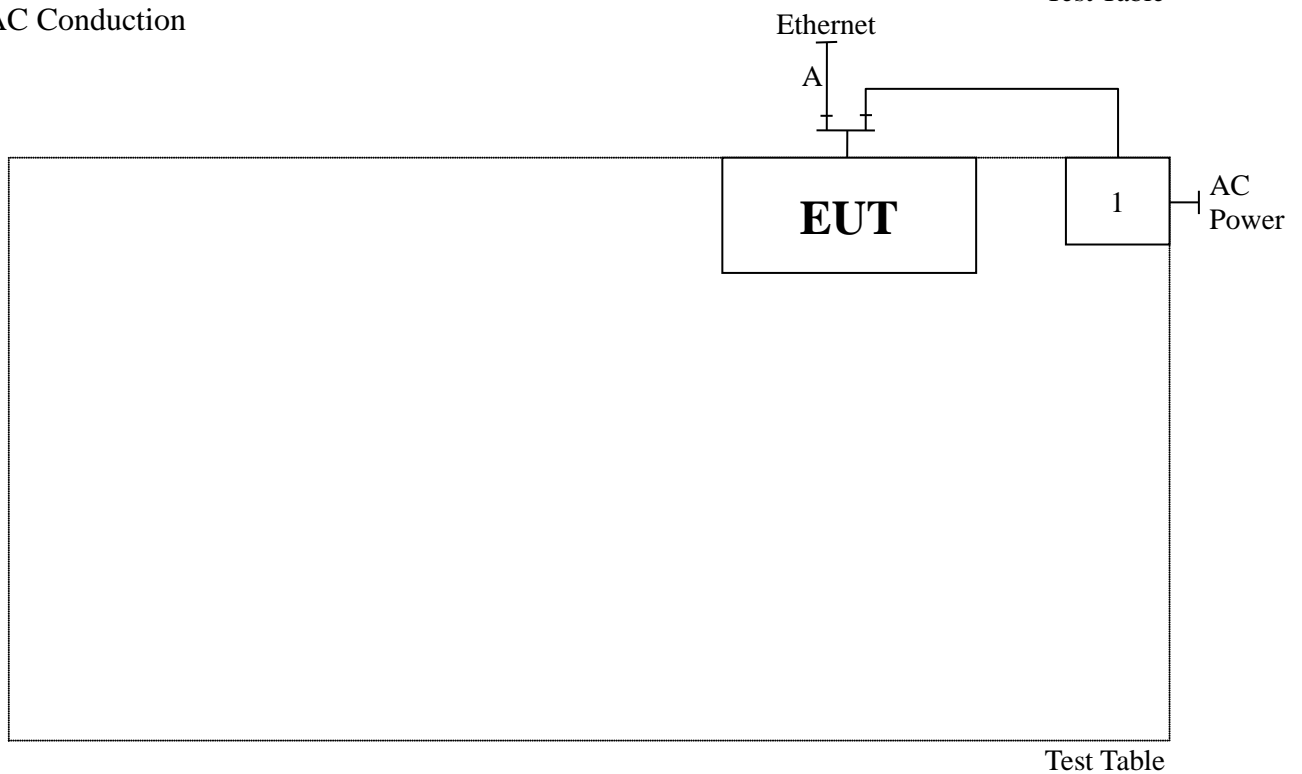 AC Conduction
Ethernet
A
EUT
1
AC
Power
Test Table